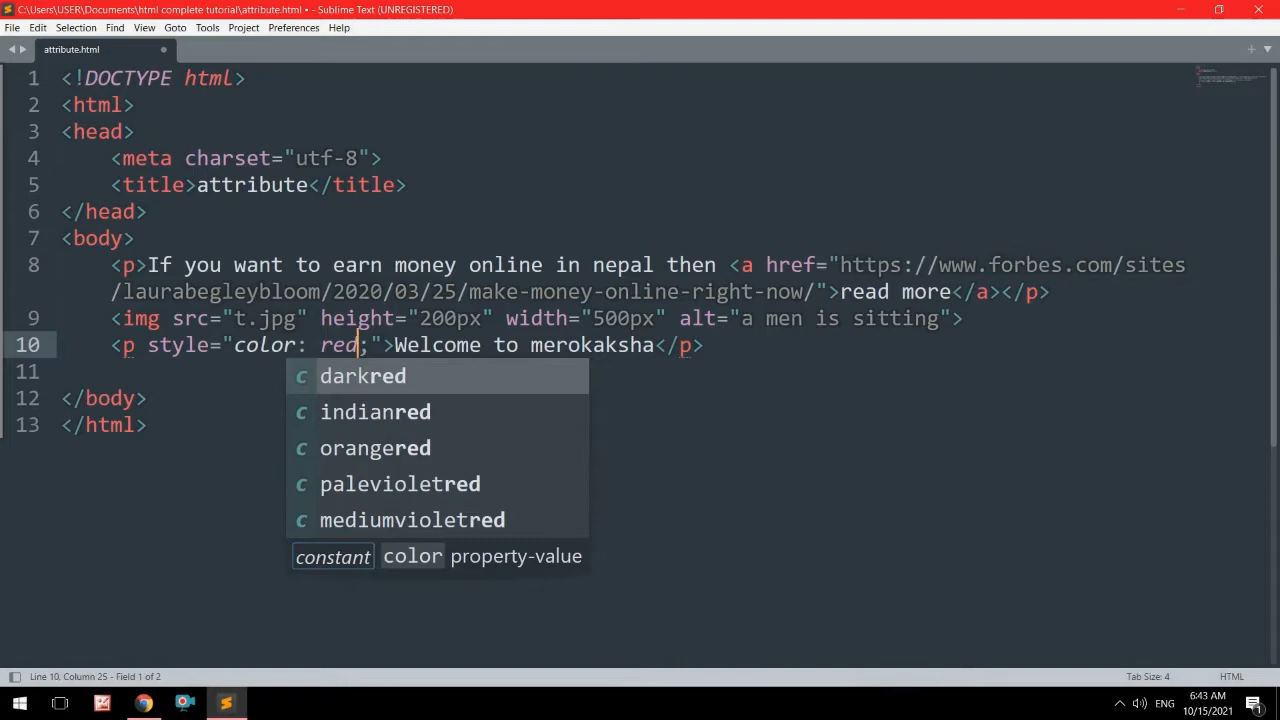 C:\Users\USER\Documents\html complete tutorial\attribute.html • - Sublime Text (UNREGISTERED)
File Edit Selection Find View Goto Tools Project Preferences Help
attribute.html
1 <!DOCTYPE html>
2 <html>
3 <head>
4 <meta charset="utf-8">
5 <title>attribute</title>
6 </head>
7 <body>
8 <p>If you want to earn money online in nepal then <a href="https://www.forbes.com/sites
/laurabegleybloom/2020/03/25/make-money-online-right-now/">read more</a></p>
9 <img src="t.jpg" height="200px" width="500px" alt="a men is sitting">
10 <p style="color: red;">Welcome to merokaksha</p>
11
12 </body>
13 </html>
c darkred
c indianred
c orangered
c palevioletred
c mediumvioletred
constant color property-value
Line 10, Column 25 - Field 1 of 2 Tab Size: 4 HTML
ENG 6:43 AM
10/15/2021 1